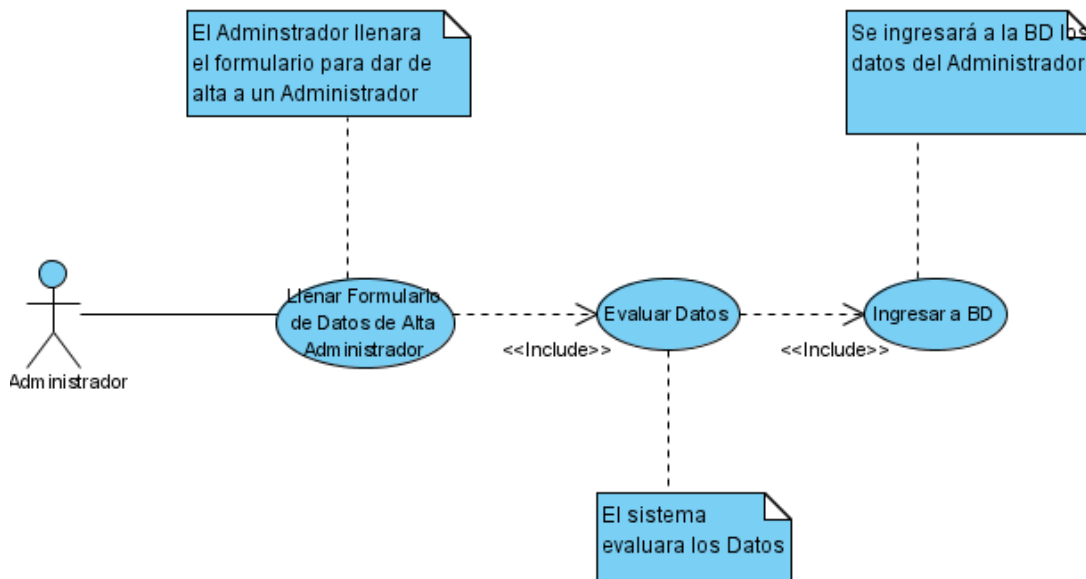 El Adminstrador llenara
el formulario para dar de
alta a un Administrador
Se ingresará a la BD los
datos del Administrador
Llenar Formulario
de Datos de Alta
Administrador
Evaluar Datos
Ingresar a BD
<<Include>>
<<Include>>
Administrador
El sistema
evaluara los Datos